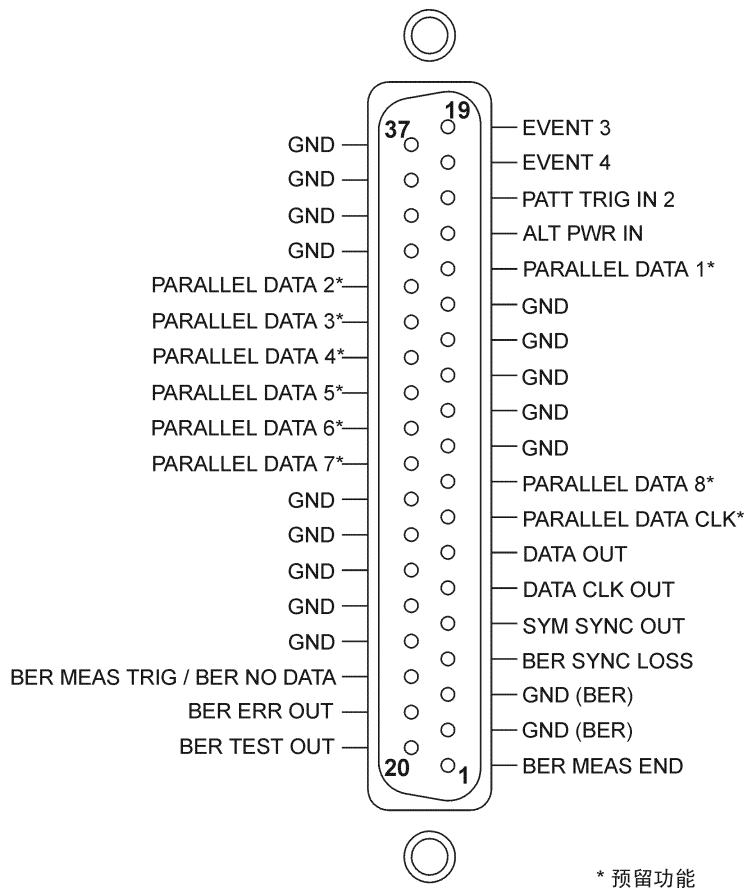 19
37
EVENT 3
GND
EVENT 4
GND
PATT TRIG IN 2
GND
ALT PWR IN
GND
PARALLEL DATA 1*
PARALLEL DATA 2*
GND
PARALLEL DATA 3*
GND
PARALLEL DATA 4*
GND
PARALLEL DATA 5*
GND
PARALLEL DATA 6*
GND
PARALLEL DATA 7*
PARALLEL DATA 8*
GND
PARALLEL DATA CLK*
GND
DATA OUT
GND
DATA CLK OUT
GND
SYM SYNC OUT
GND
BER SYNC LOSS
BER MEAS TRIG / BER NO DATA
GND (BER)
BER ERR OUT
GND (BER)
BER TEST OUT
BER MEAS END
20
1
* 预留功能